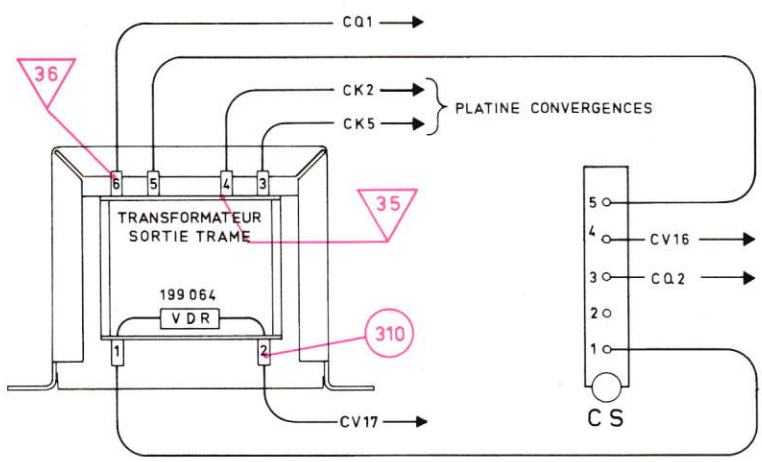 CQ1
36
CK2
PLATINE CONVERGENCES
CK5
6 5 4 3
35
TRANSFORMATEUR
SORTIE TRAME
5
4 CV16
3 CQ2
199 064
VDR
2
310
1 2
1
CV17
CS